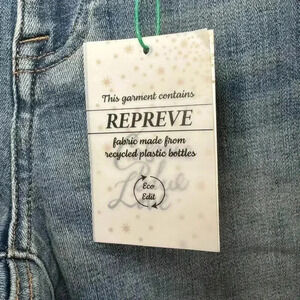 This garment contains
REPREVE
fabric made from
recycled plastic bottles
Eco
Edit